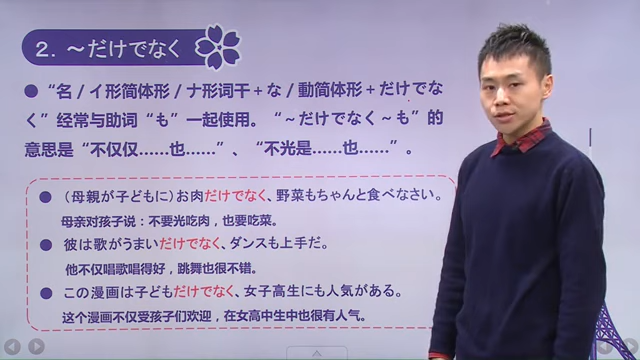 2. ～だけでなく
●“名/イ形简体形/ナ形词干+な/動简体形+だけでな
く”经常与助词“も”一起使用。“～だけでなく～も”的
意思是“不仅仅......也......”、“不光是......也......”。
● （母親が子どもに）お肉だけでなく、野菜もちゃんと食べなさい。
母亲对孩子说：不要光吃肉，也要吃菜。
● 彼は歌がうまいだけでなく、ダンスも上手だ。
他不仅唱歌唱得好，跳舞也很不错。
● この漫画は子どもだけでなく、女子高生にも人気がある。
这个漫画不仅受孩子们欢迎，在女高中生中也很有人气。